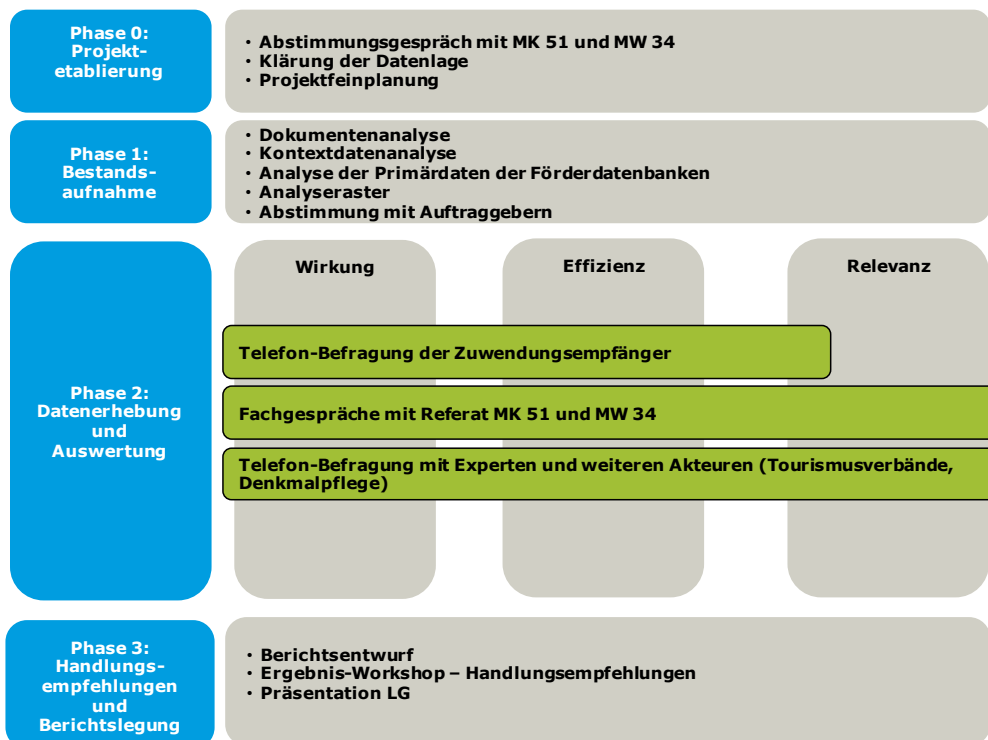 Phase 0:
Projekt-
etablierung
• Abstimmungsgespräch mit MK 51 und MW 34
• Klärung der Datenlage
• Projektfeinplanung
Phase 1:
Bestands-
aufnahme
• Dokumentenanalyse
• Kontextdatenanalyse
• Analyse der Primärdaten der Förderdatenbanken
• Analyseraster
• Abstimmung mit Auftraggebern
Phase 2:
Datenerhebung
und
Auswertung
Wirkung
Effizienz
Relevanz
Telefon-Befragung der Zuwendungsempfänger
Fachgespräche mit Referat MK 51 und MW 34
Telefon-Befragung mit Experten und weiteren Akteuren (Tourismusverbände,
Denkmalpflege)
Phase 3:
Handlungs-
empfehlungen
und
Berichtslegung
• Berichtsentwurf
• Ergebnis-Workshop – Handlungsempfehlungen
• Präsentation LG